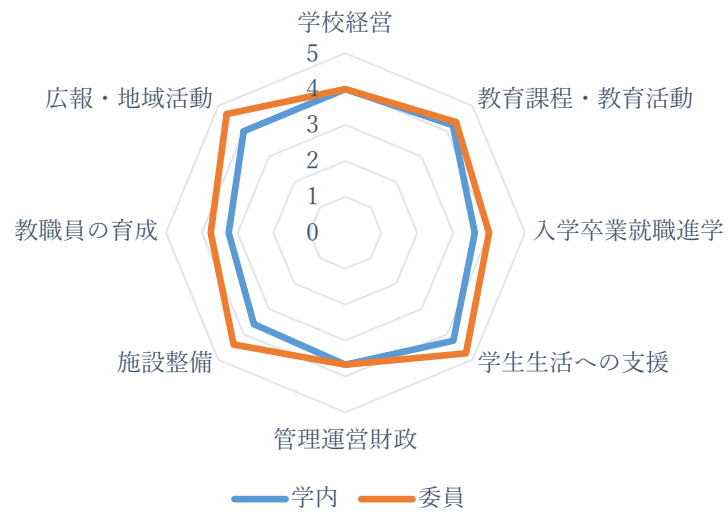 学校経営
5
広報・地域活動
4
教育課程・教育活動
3
2
1
教職員の育成
0
入学卒業就職進学
施設整備
学生生活への支援
管理運営財政
学内
委員